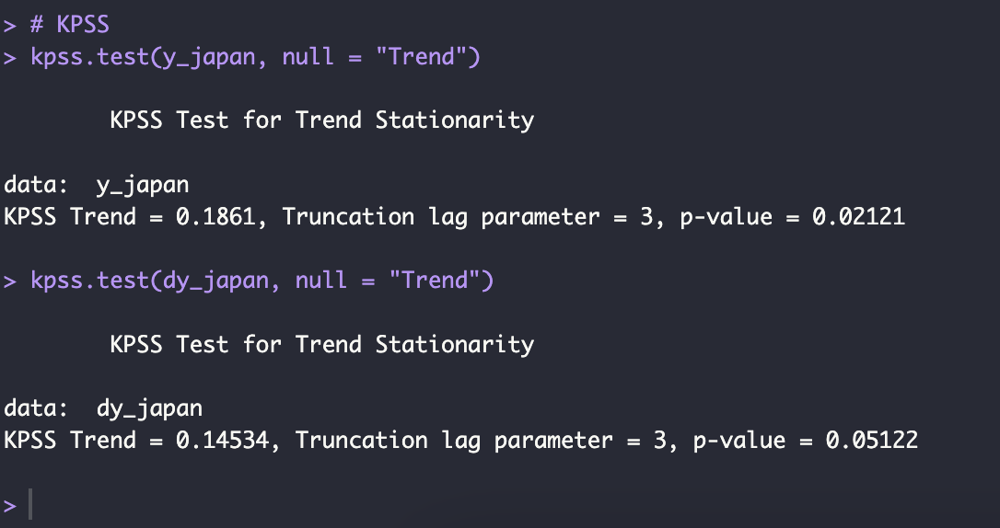 > # KPSS
> kpss.test(y_japan, null = "Trend")
KPSS Test for Trend Stationarity
data:  y_japan
KPSS Trend = 0.1861, Truncation lag parameter = 3, p-value = 0.02121
> kpss.test(dy_japan, null = "Trend")
KPSS Test for Trend Stationarity
data:  dy_japan
KPSS Trend = 0.14534, Truncation lag parameter = 3, p-value = 0.05122
>